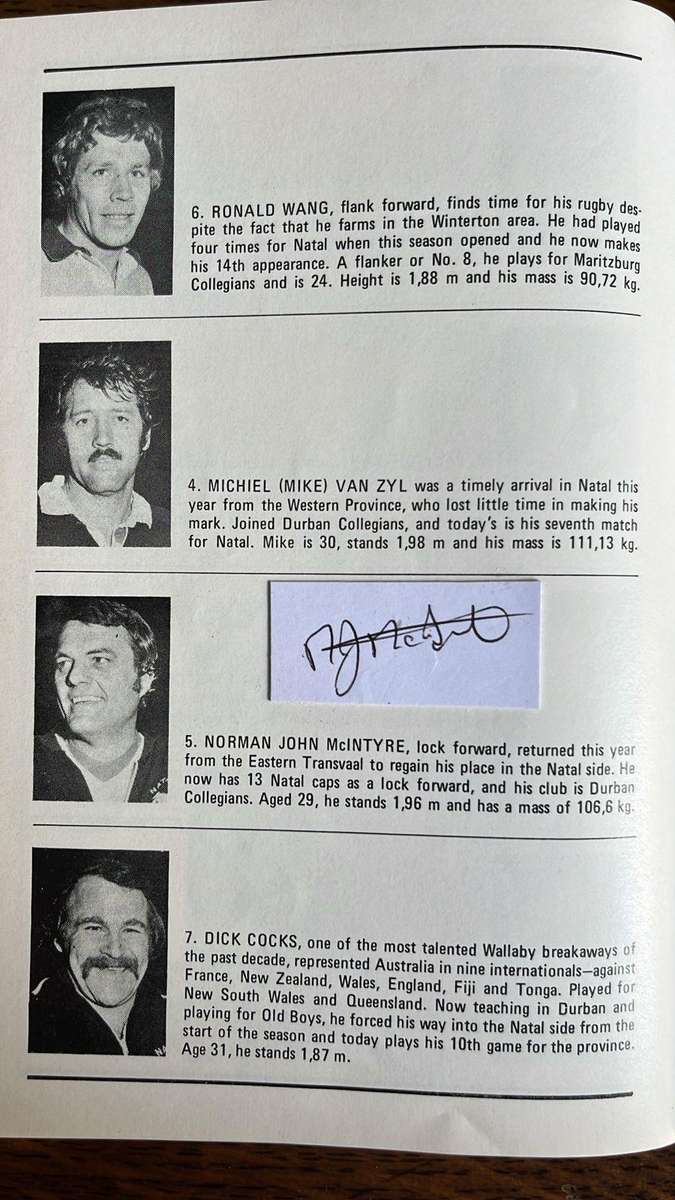 6. RONALD WANG, flank forward, finds time for his rugby des-
pite the fact that he farms in the Winterton area. He had played
four times for Natal when this season opened and he now makes
his 14th appearance. A flanker or No. 8, he plays for Maritzburg
Collegians and is 24. Height is 1,88 m and his mass is 90,72 kg.
4. MICHIEL (MIKE) VAN ZYL was a timely arrival in Natal this
year from the Western Province, who lost little time in making his
mark. Joined Durban Collegians, and today's is his seventh match
for Natal. Mike is 30, stands 1,98 m and his mass is 111,13 kg.
5. NORMAN JOHN McINTYRE, lock forward, returned this year
from the Eastern Transvaal to regain his place in the Natal side. He
now has 13 Natal caps as a lock forward, and his club is Durban
Collegians. Aged 29, he stands 1,96 m and has a mass of 106,6 kg.
7. DICK COCKS, one of the most talented Wallaby breakaways of
the past decade, represented Australia in nine internationals—against
France, New Zealand, Wales, England, Fiji and Tonga. Played for
New South Wales and Queensland. Now teaching in Durban and
playing for Old Boys, he forced his way into the Natal side from the
start of the season and today plays his 10th game for the province.
Age 31, he stands 1,87 m.